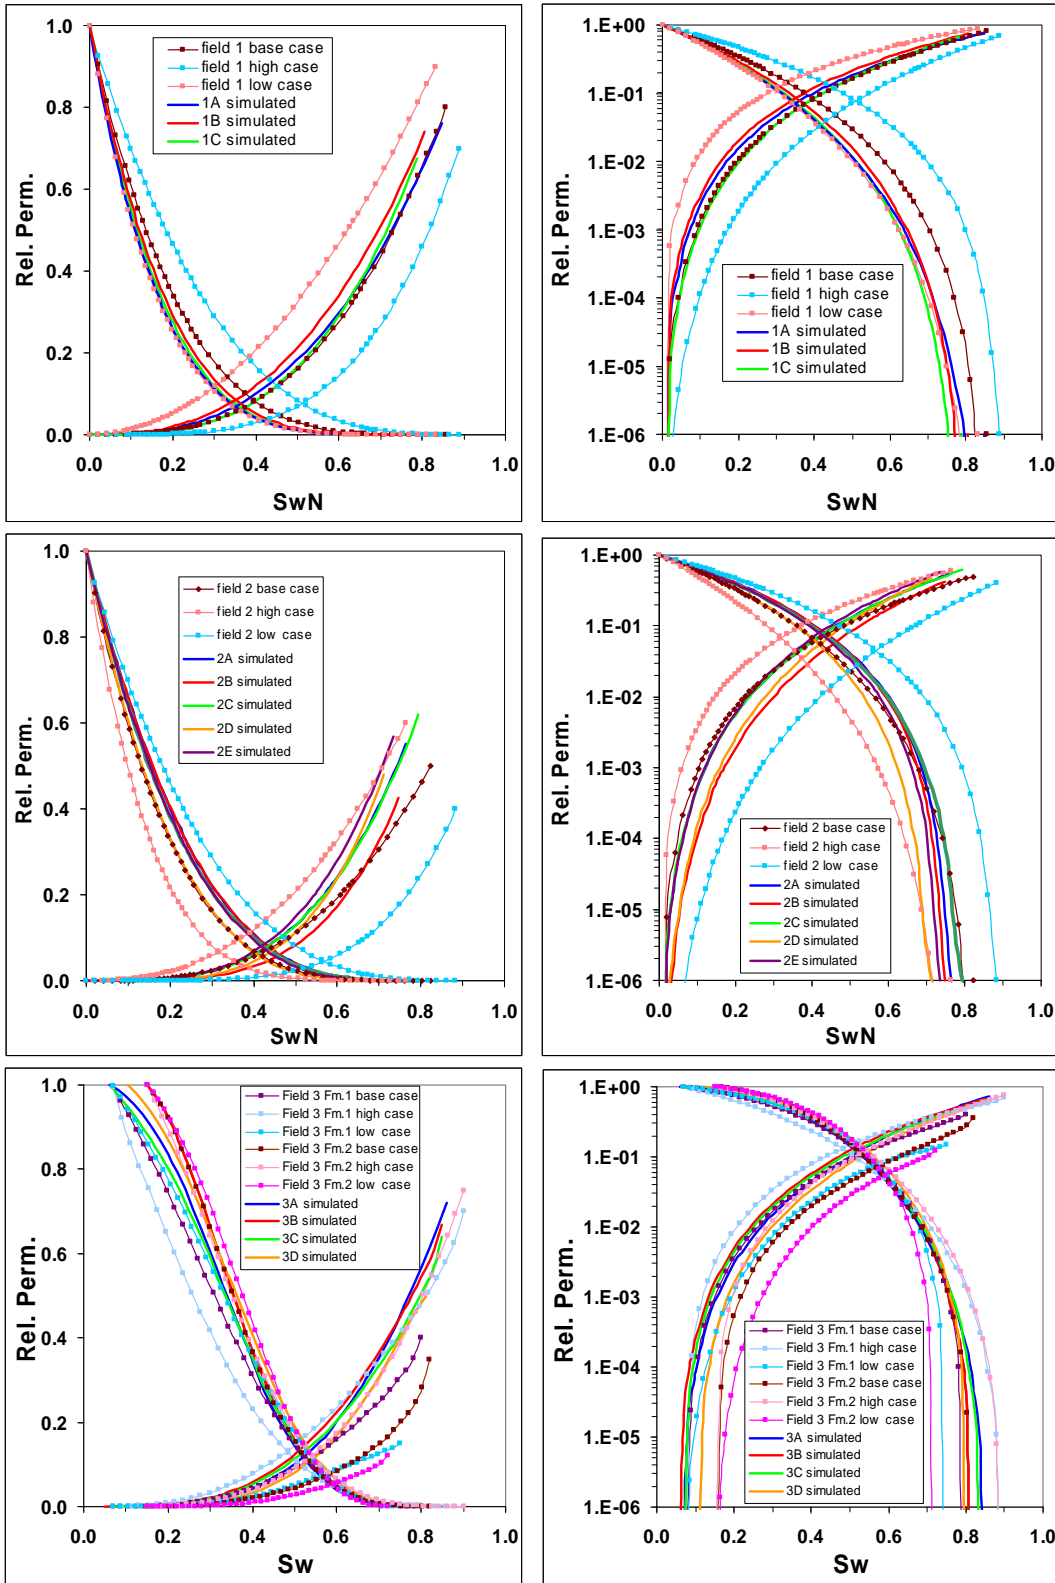 1.0
0.8
0.6
0.4
0.2
0.0
Rel. Perm.
field 1 base case
field 1 high case
field 1 low case
1A simulated
1B simulated
1C simulated
0.0 0.2 0.4 0.6 0.8 1.0
SwN
1.E+00
1.E-01
1.E-02
1.E-03
1.E-04
1.E-05
1.E-06
Rel. Perm.
field 1 base case
field 1 high case
field 1 low case
1A simulated
1B simulated
1C simulated
0.0 0.2 0.4 0.6 0.8 1.0
SwN
1.0
0.8
0.6
0.4
0.2
0.0
Rel. Perm.
field 2 base case
field 2 high case
field 2 low case
2A simulated
2B simulated
2C simulated
2D simulated
2E simulated
0.0 0.2 0.4 0.6 0.8 1.0
SwN
1.E+00
1.E-01
1.E-02
1.E-03
1.E-04
1.E-05
1.E-06
Rel. Perm.
field 2 base case
field 2 high case
field 2 low case
2A simulated
2B simulated
2C simulated
2D simulated
2E simulated
0.0 0.2 0.4 0.6 0.8 1.0
SwN
1.0
0.8
0.6
0.4
0.2
0.0
Rel. Perm.
Field 3 Fm.1 base case
Field 3 Fm.1 high case
Field 3 Fm.1 low case
Field 3 Fm.2 base case
Field 3 Fm.2 high case
Field 3 Fm.2 low case
3A simulated
3B simulated
3C simulated
3D simulated
0.0 0.2 0.4 0.6 0.8 1.0
Sw
1.E+00
1.E-01
1.E-02
1.E-03
1.E-04
1.E-05
1.E-06
Rel. Perm.
Field 3 Fm.1 base case
Field 3 Fm.1 high case
Field 3 Fm.1 low case
Field 3 Fm.2 base case
Field 3 Fm.2 high case
Field 3 Fm.2 low case
3A simulated
3B simulated
3C simulated
3D simulated
0.0 0.2 0.4 0.6 0.8 1.0
Sw